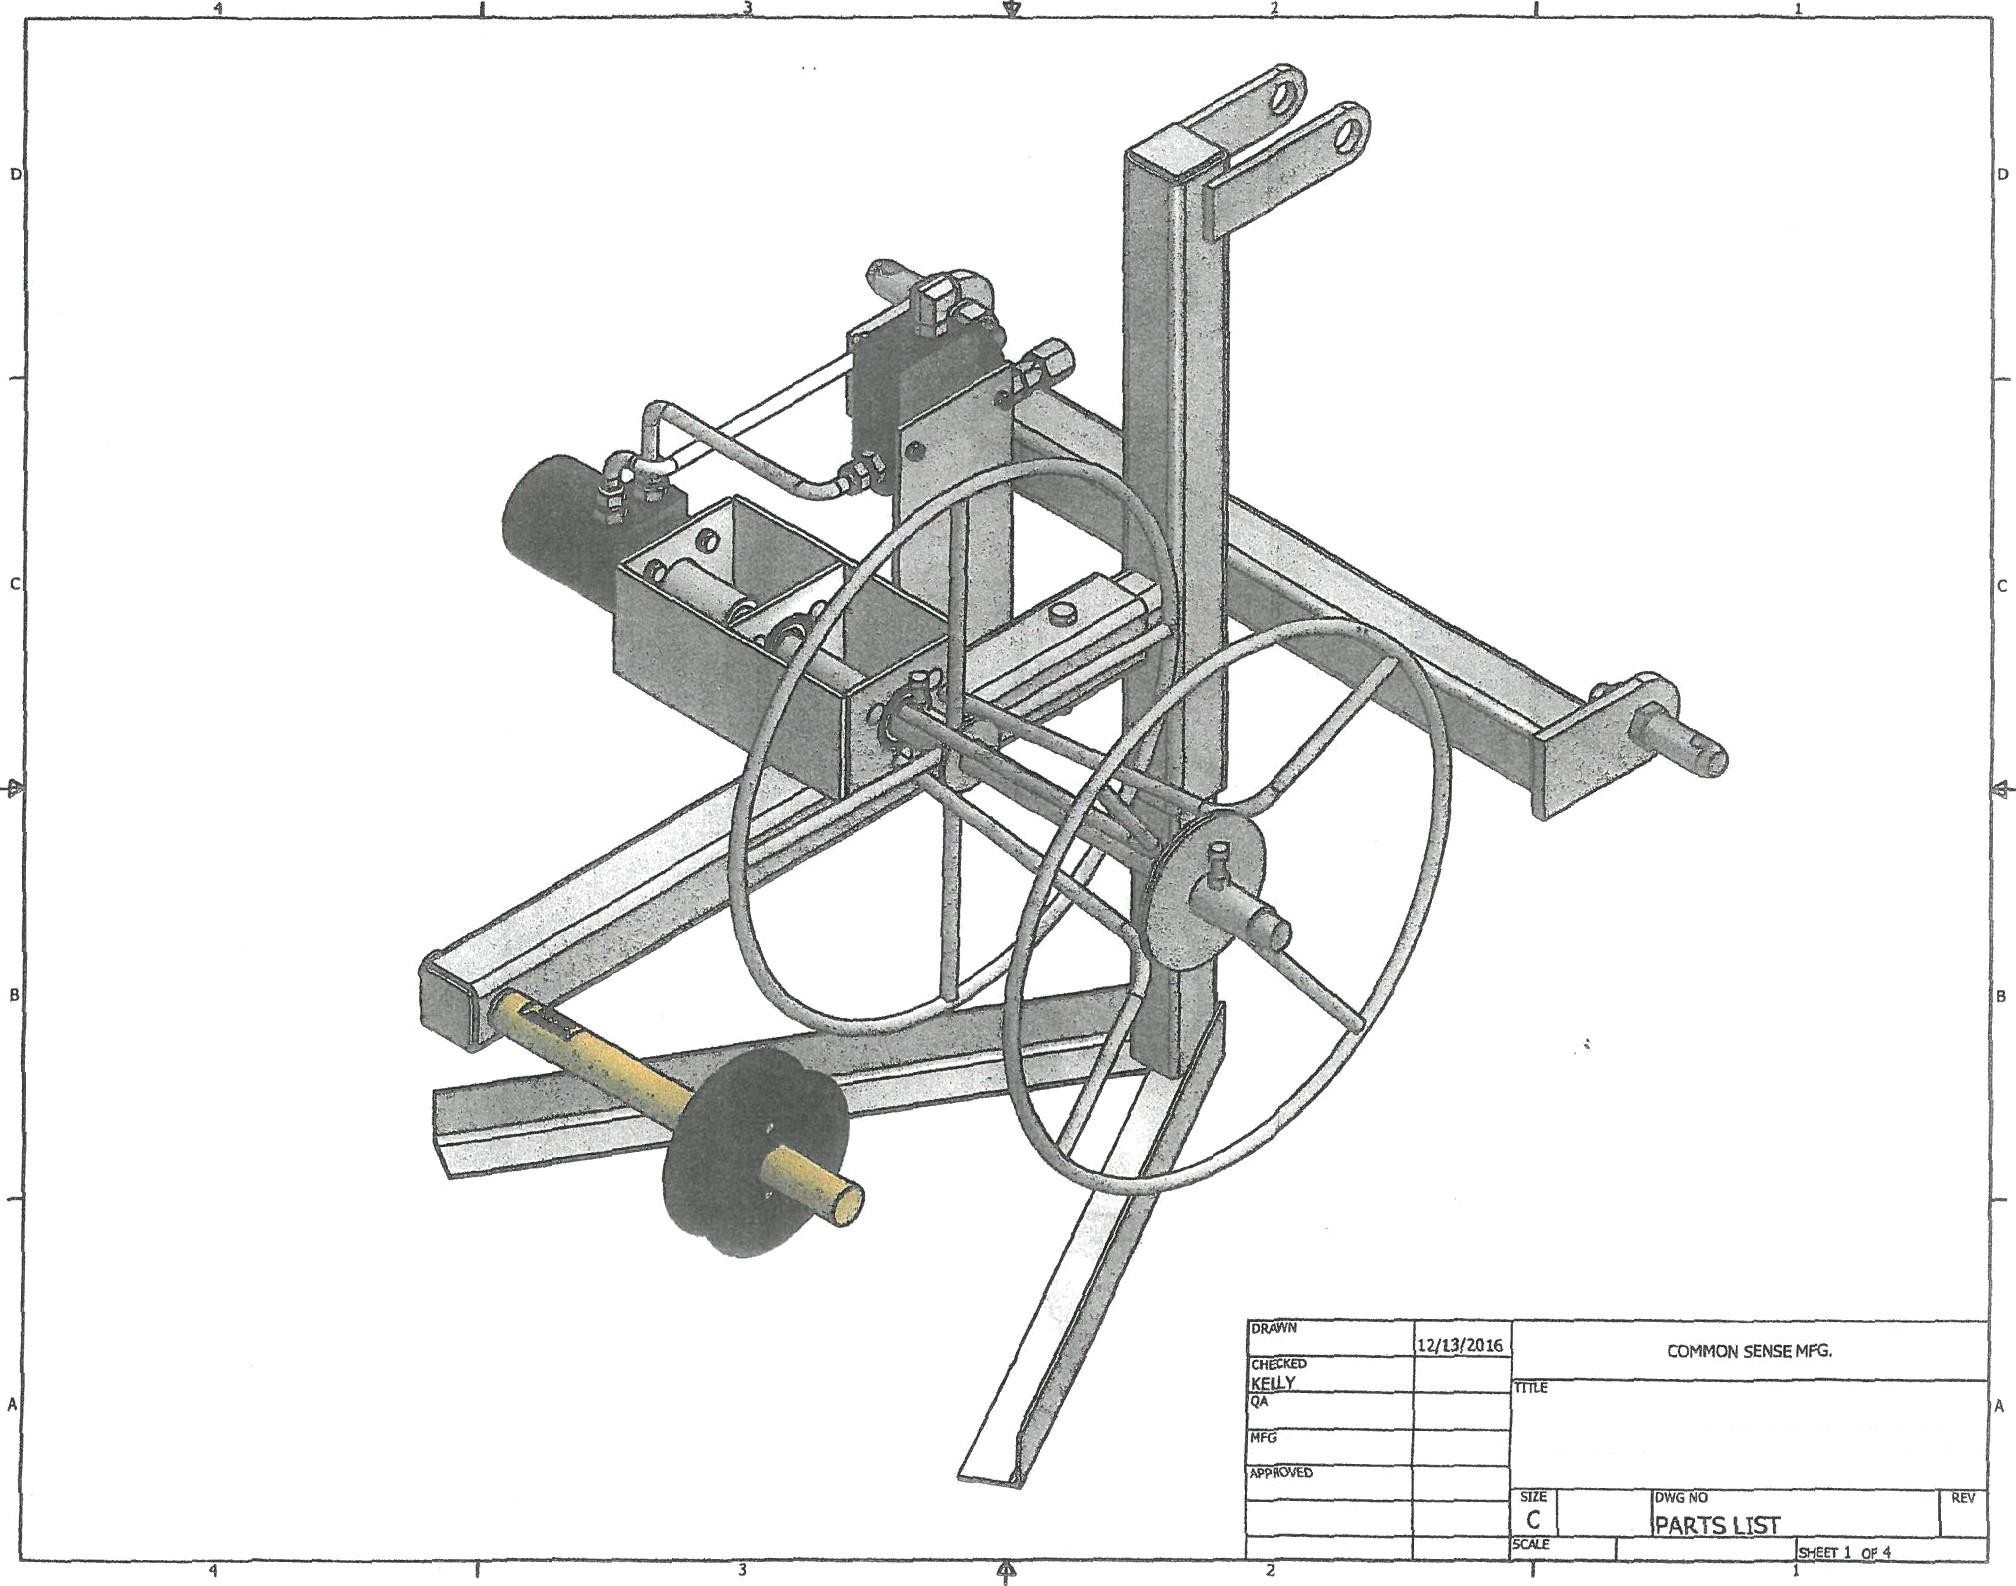 4 3 2 1
D D
C C
B B
A A
DRAWN
12/13/2016
COMMON SENSE MFG.
CHECKED
KELLY
TITLE
QA
MFG
APPROVED
SIZE
C
DWG NO
PARTS LIST
REV
SCALE
SHEET 1 OF 4
4 3 2 1